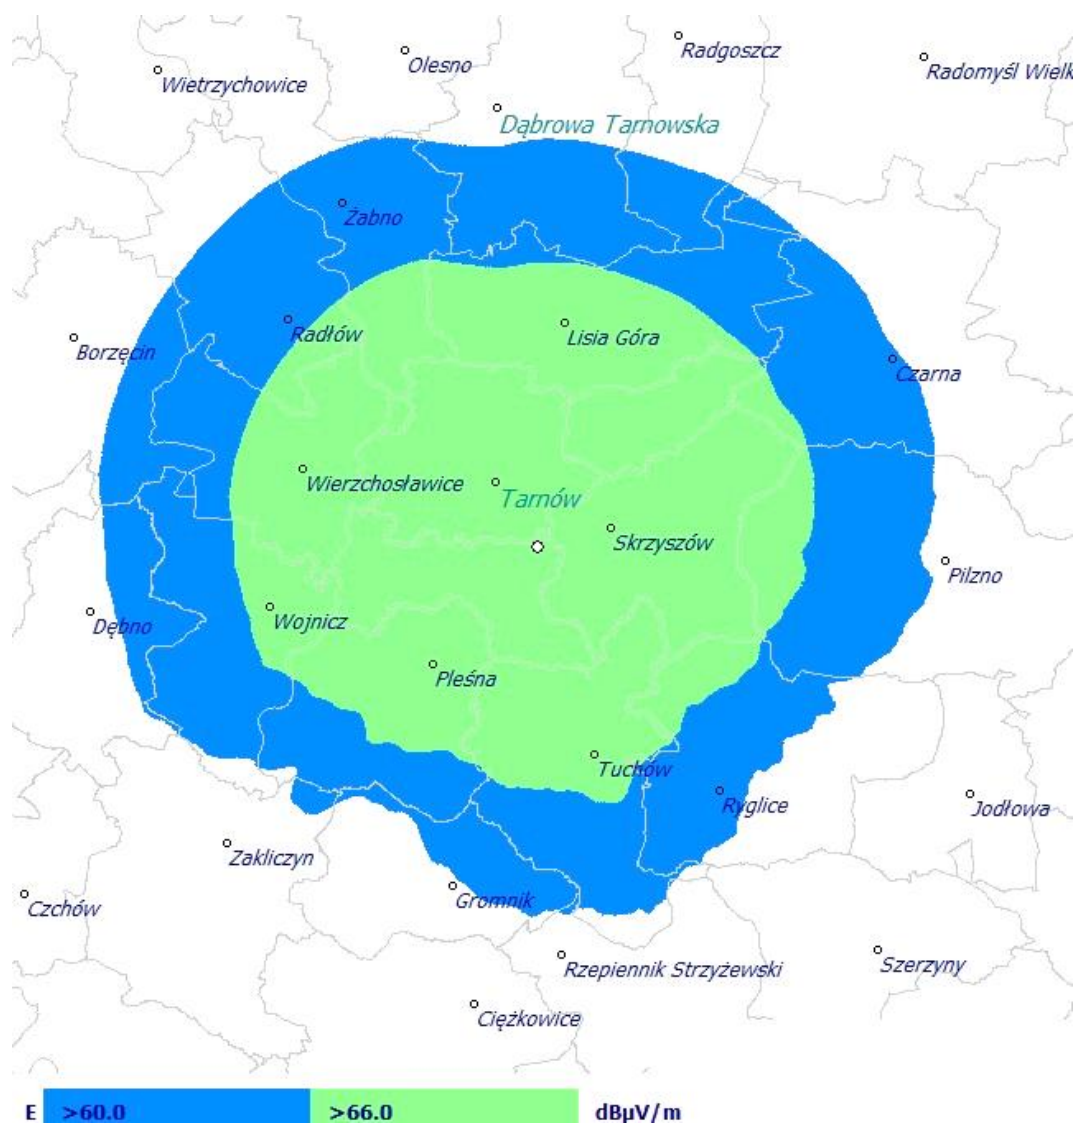 Olesno
Radgoszcz
Wietrzychowice
Radomyśl Wielk
Dąbrowa Tarnowska
Żabno
Radłów
Lisia Góra
Borzęcin
Czarna
Wierzchosławice
Tarnów
Skrzyszów
Pilzno
Wojnicz
Dębno
Pleśna
Tuchów
Ryglice
Jodłowa
Zakliczyn
Gromnik
Czchów
Rzepiennik Strzyżewski
Szerzyny
Ciężkowice
E >60.0 >66.0 dBµV/m